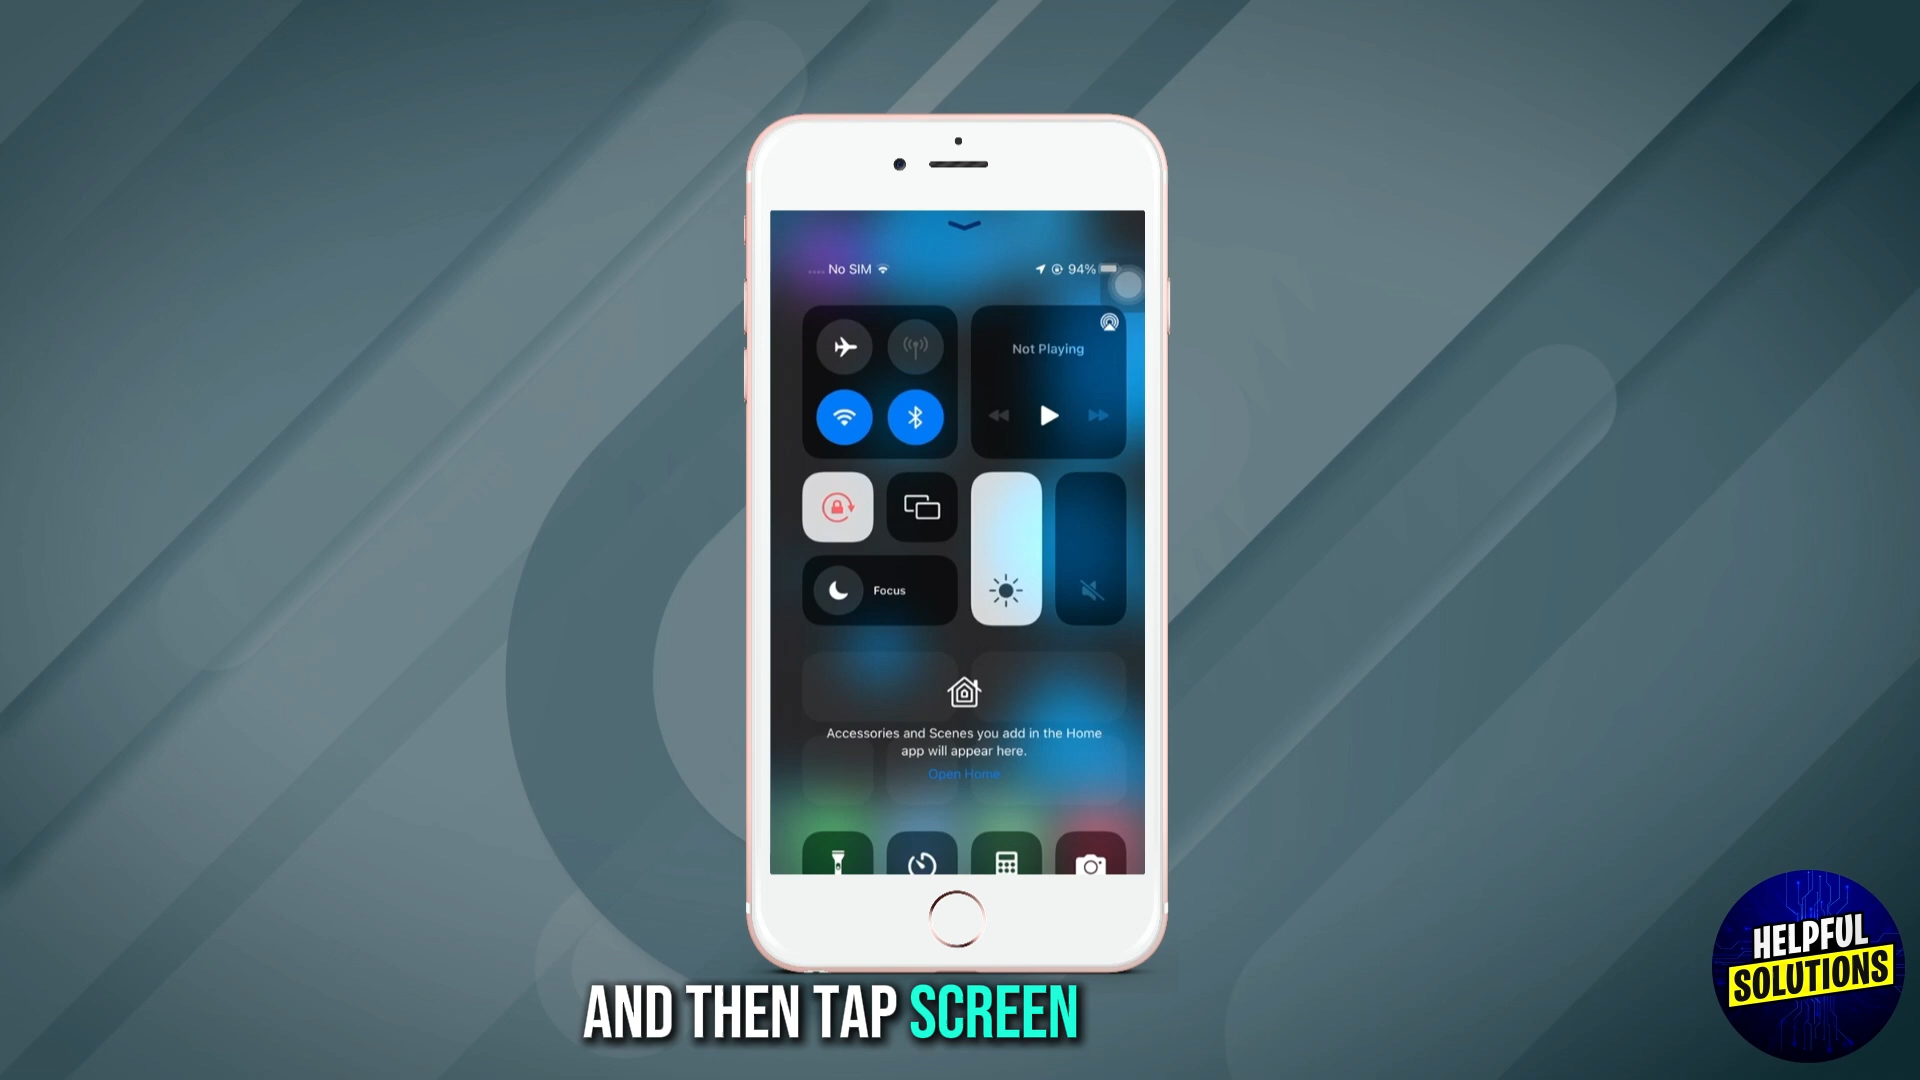 No SIM
94%
Not Playing
Focus
Accessories and Scenes you add in the Home
app will appear here.
Open Home
AND THEN TAP SCREEN
HELPFUL
SOLUTIONS